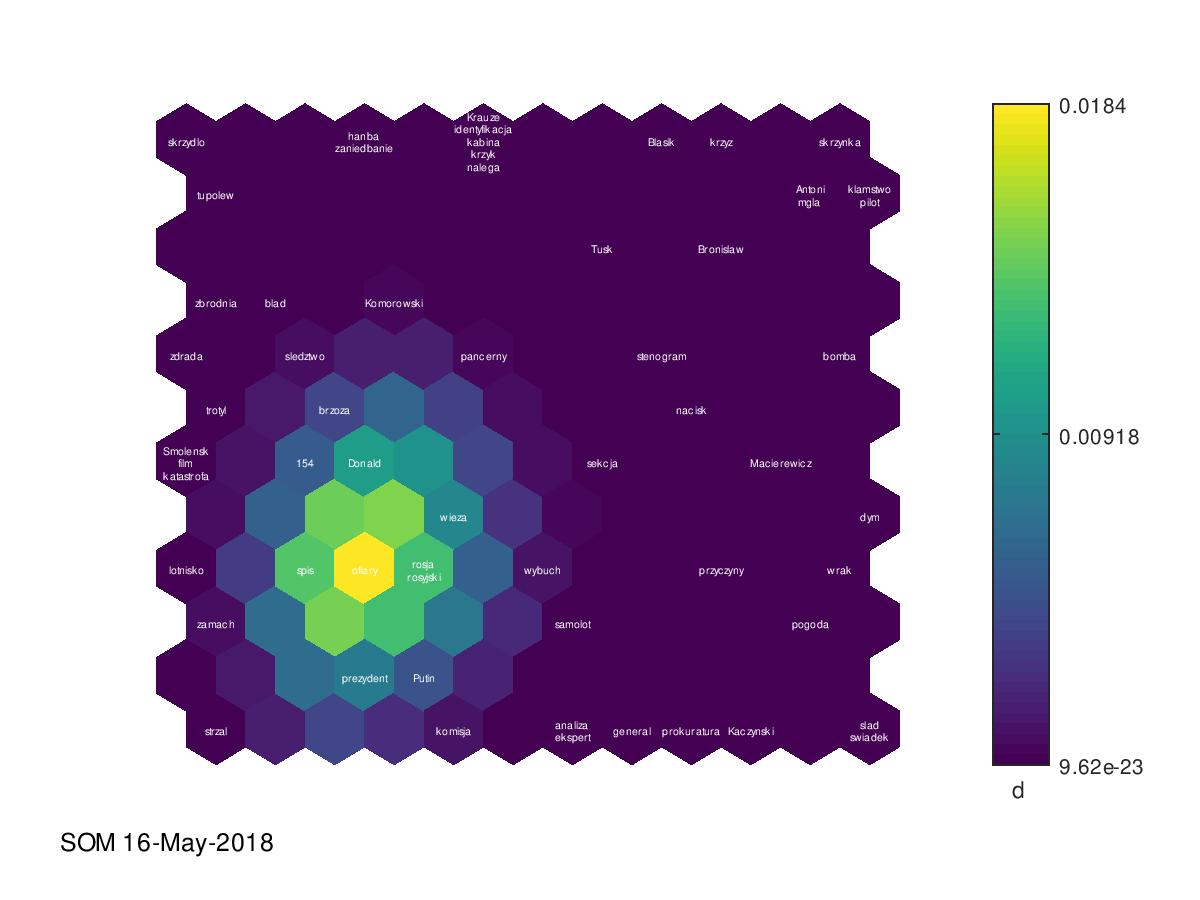 0.0184
Krauze
identyfikacja
kabina
krzyk
nalega
hanba
zaniedbanie
skrzydlo
Blasik
krzyz
skrzynka
tupolew
Antoni
mgla
klamstwo
pilot
Tusk
Bronislaw
zbrodnia
blad
Komorowski
zdrada
sledztwo
pancerny
stenogram
bomba
trotyl
brzoza
nacisk
0.00918
Smolensk
film
katastrofa
154
Donald
sekcja
Macierewicz
wieza
dym
lotnisko
spis
ofiary
rosja
rosyjski
wybuch
przyczyny
wrak
zamach
samolot
pogoda
prezydent
Putin
strzal
komisja
analiza
ekspert
general
prokuratura
Kaczynski
slad
swiadek
9.62e-23
d
SOM 16-May-2018